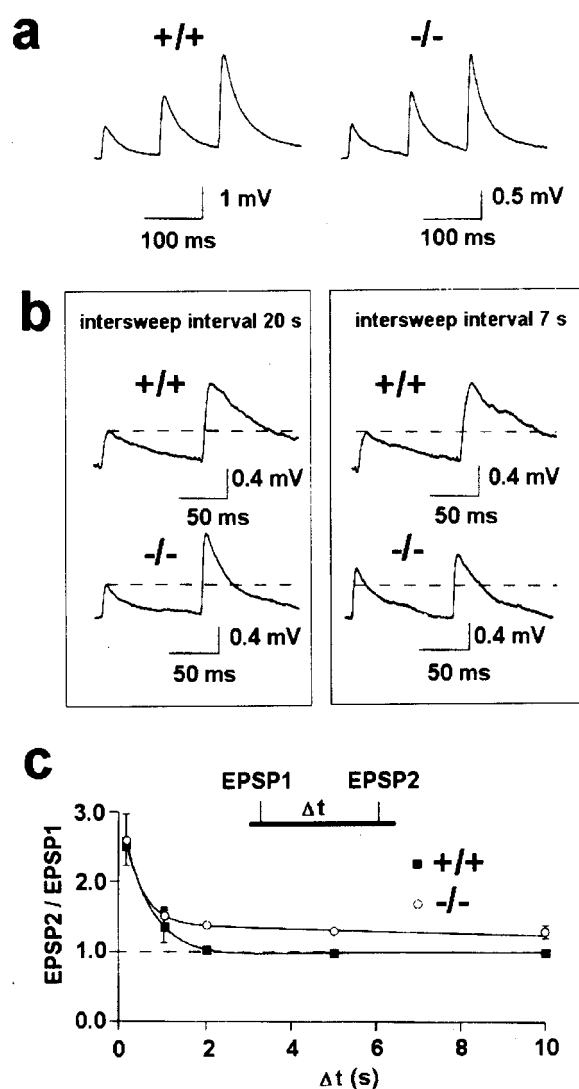 a
+/+
-/-
1 mV
100 ms
0.5 mV
100 ms
b
intersweep interval 20 s
+/+
0.4 mV
50 ms
-/-
0.4 mV
50 ms
intersweep interval 7 s
+/+
0.4 mV
50 ms
-/-
0.4 mV
50 ms
c
EPSP1 EPSP2
Δt
+/+
-/-
EPSP2 / EPSP1
3.0
2.0
1.0
0.0
0 2 4 6 8 10
Δt (s)